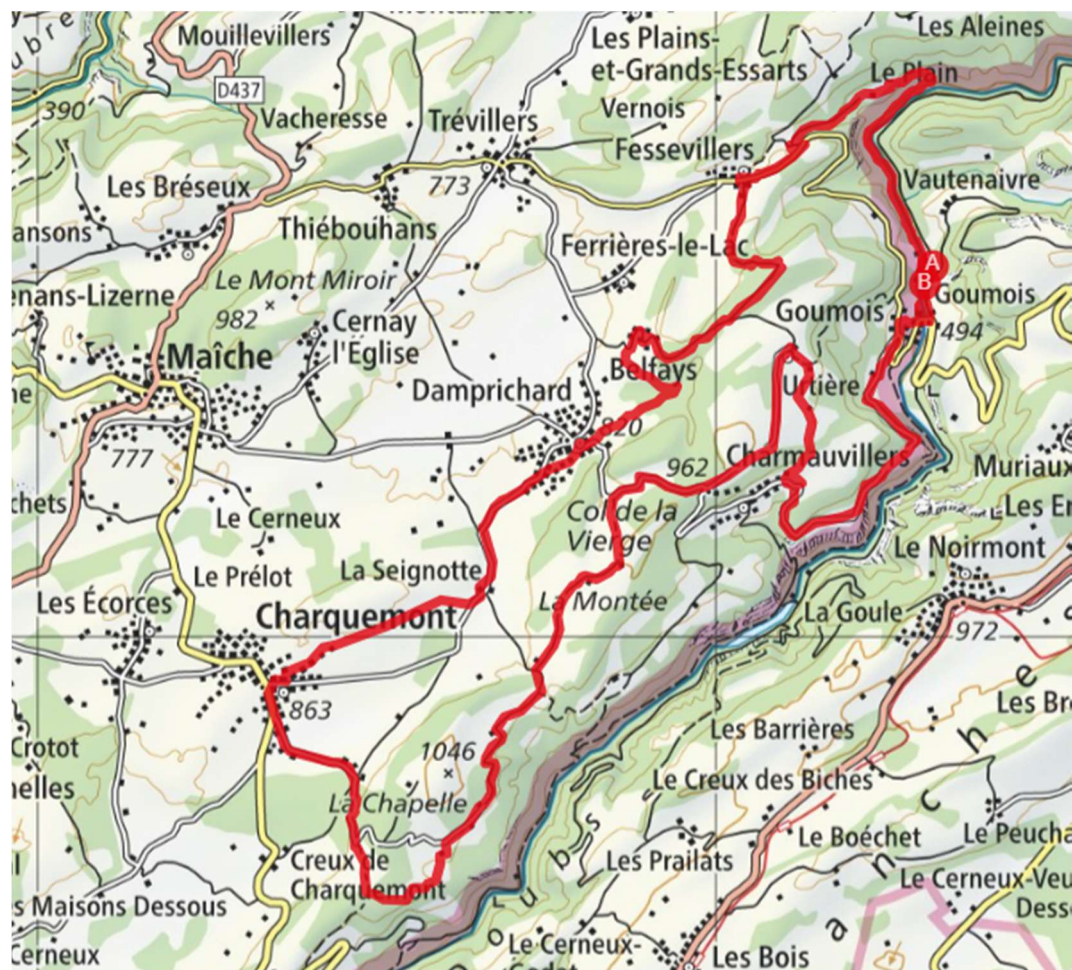 Mouillevillers
Les Aleines
Les Plains-
et-Grands-Essarts
Le Plain
D437
390
Vacheresse
Trévillers
Vernois
Fessevillers
773
Les Bréseux
Vautenaivre
Thiébouhans
Ferrières-le-Lac
Le Mont Miroir
982
A
B
Goumois
Goumois
494
Cernay
l'Église
Maîche
Belfays
Urtière
Damprichard
820
777
962
Charmauvillers
Muriaux
Le Cerneux
Col de la
Vierge
Le Prélot
La Seignotte
Le Noirmont
Les Écorces
La Montée
Charquemont
La Goule
972
863
Les Barrières
1046
Le Creux des Biches
La Chapelle
Le Boéchet
Creux de
Charquemont
Les Prailats
s Maisons Dessous
Cerneux
Le Cerneux-
Les Bois